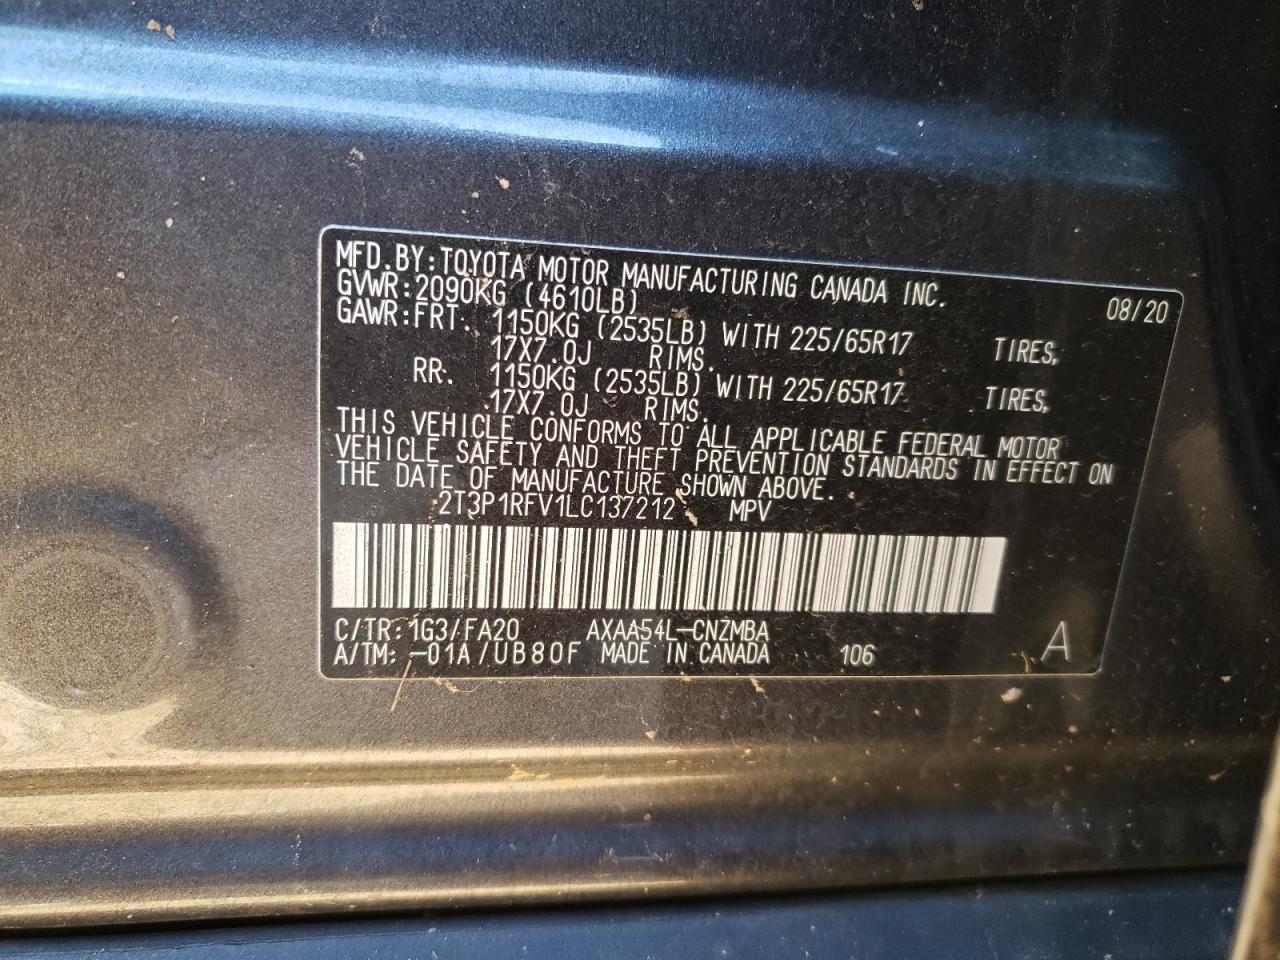 MFD.BY:TOYOTA MOTOR MANUFACTURING CANADA INC. 08/20
GVWR:2090KG (4610LB)
GAWR:FRT. 1150KG (2535LB) WITH 225/65R17 TIRES,
17X7.0J RIMS.
RR. 1150KG (2535LB) WITH 225/65R17 TIRES,
17X7.0J RIMS.
THIS VEHICLE CONFORMS TO ALL APPLICABLE FEDERAL MOTOR
VEHICLE SAFETY AND THEFT PREVENTION STANDARDS IN EFFECT ON
THE DATE OF MANUFACTURE SHOWN ABOVE.
2T3P1RFV1LC137212 MPV
C/TR:1G3/FA20 AXAA54L-CNZMBA
A/TM:-01A/UB80F MADE IN CANADA 106 A